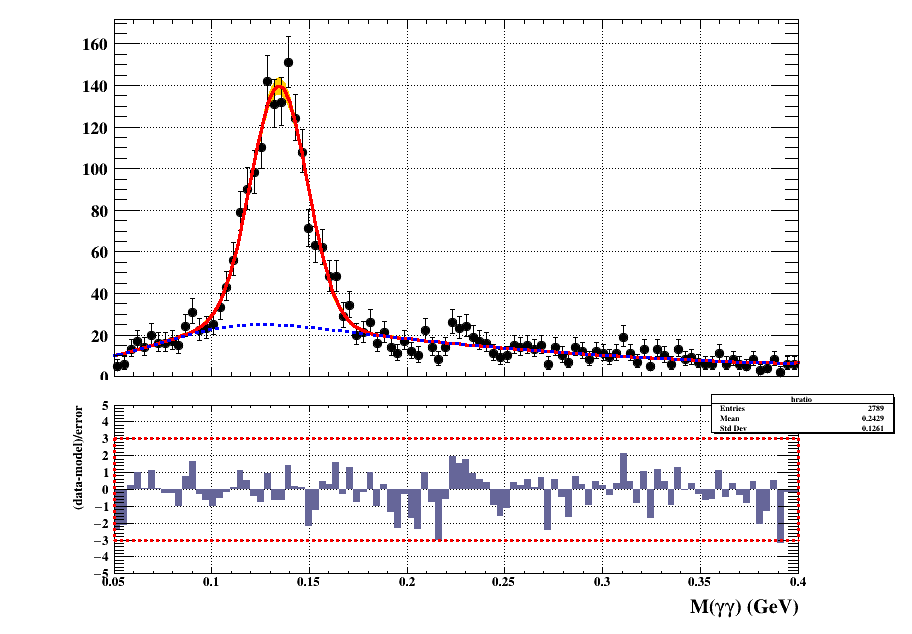 160
140
120
100
80
60
40
20
0
hratio
Entries 2789
Mean 0.2429
Std Dev 0.1261
(data-model)/error
5
4
3
2
1
0
−1
−2
−3
−4
−5
0.05 0.1 0.15 0.2 0.25 0.3 0.35 0.4
M(γγ) (GeV)